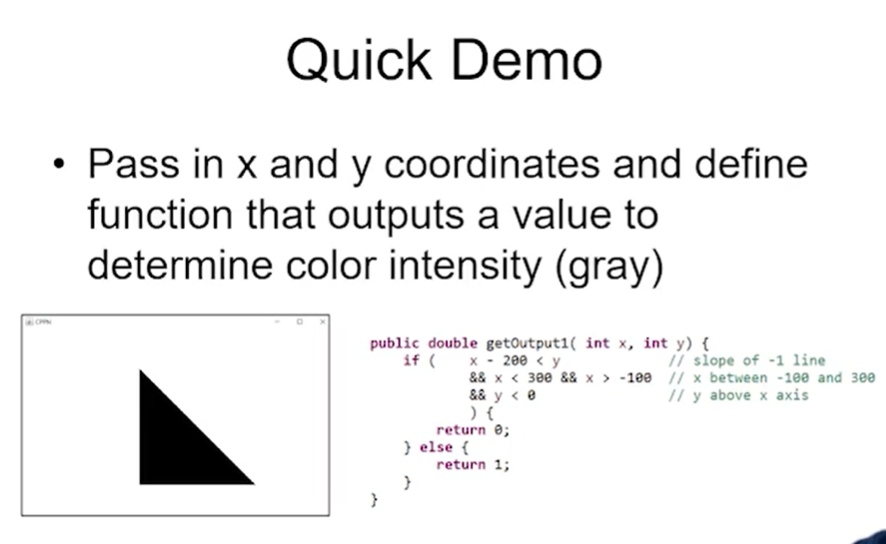 Quick Demo
• Pass in x and y coordinates and define
function that outputs a value to
determine color intensity (gray)
CPPN
public double getOutput1( int x, int y) {
if ( x - 200 < y // slope of -1 line
&& x < 300 && x > -100 // x between -100 and 300
&& y < 0 // y above x axis
) {
return 0;
} else {
return 1;
}
}